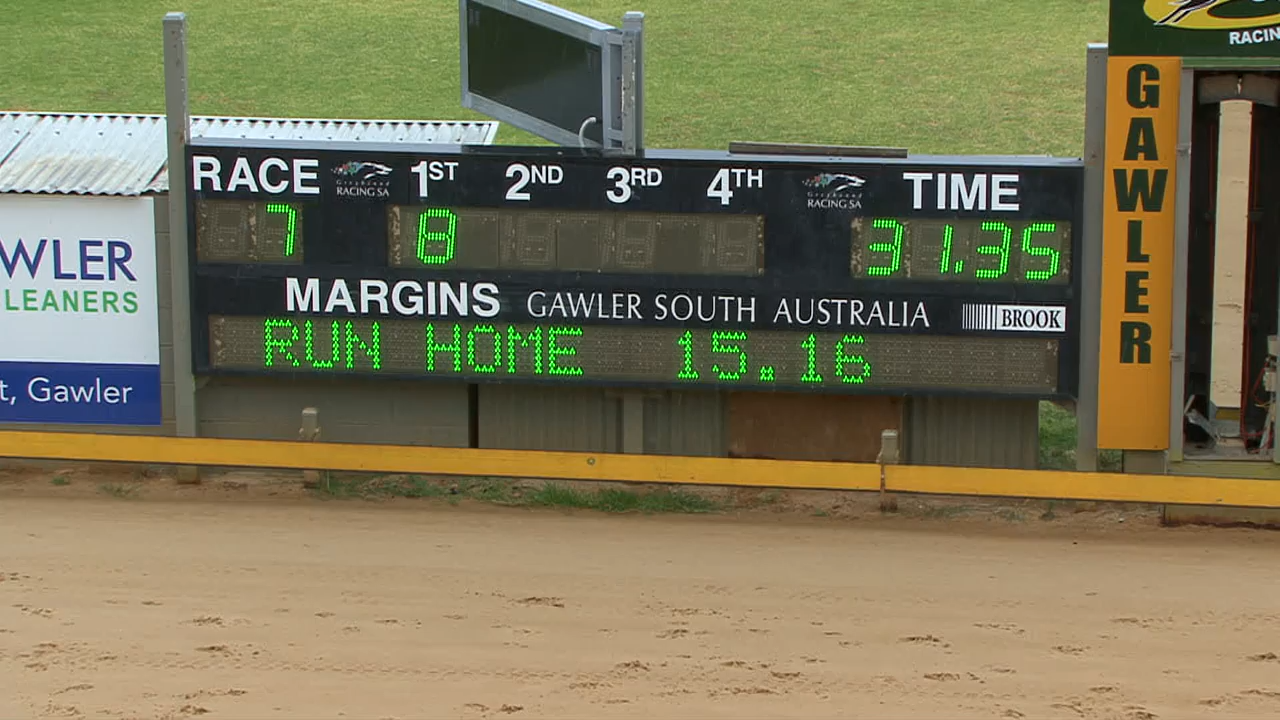 RACIN
RACE
Greyhound
RACING SA
1ST 2ND 3RD 4TH
Greyhound
RACING SA
TIME
7 8 31.35
MARGINS GAWLER SOUTH AUSTRALIA BROOK
RUN HOME 15.16
GAWLER
WLER
LEANERS
t, Gawler